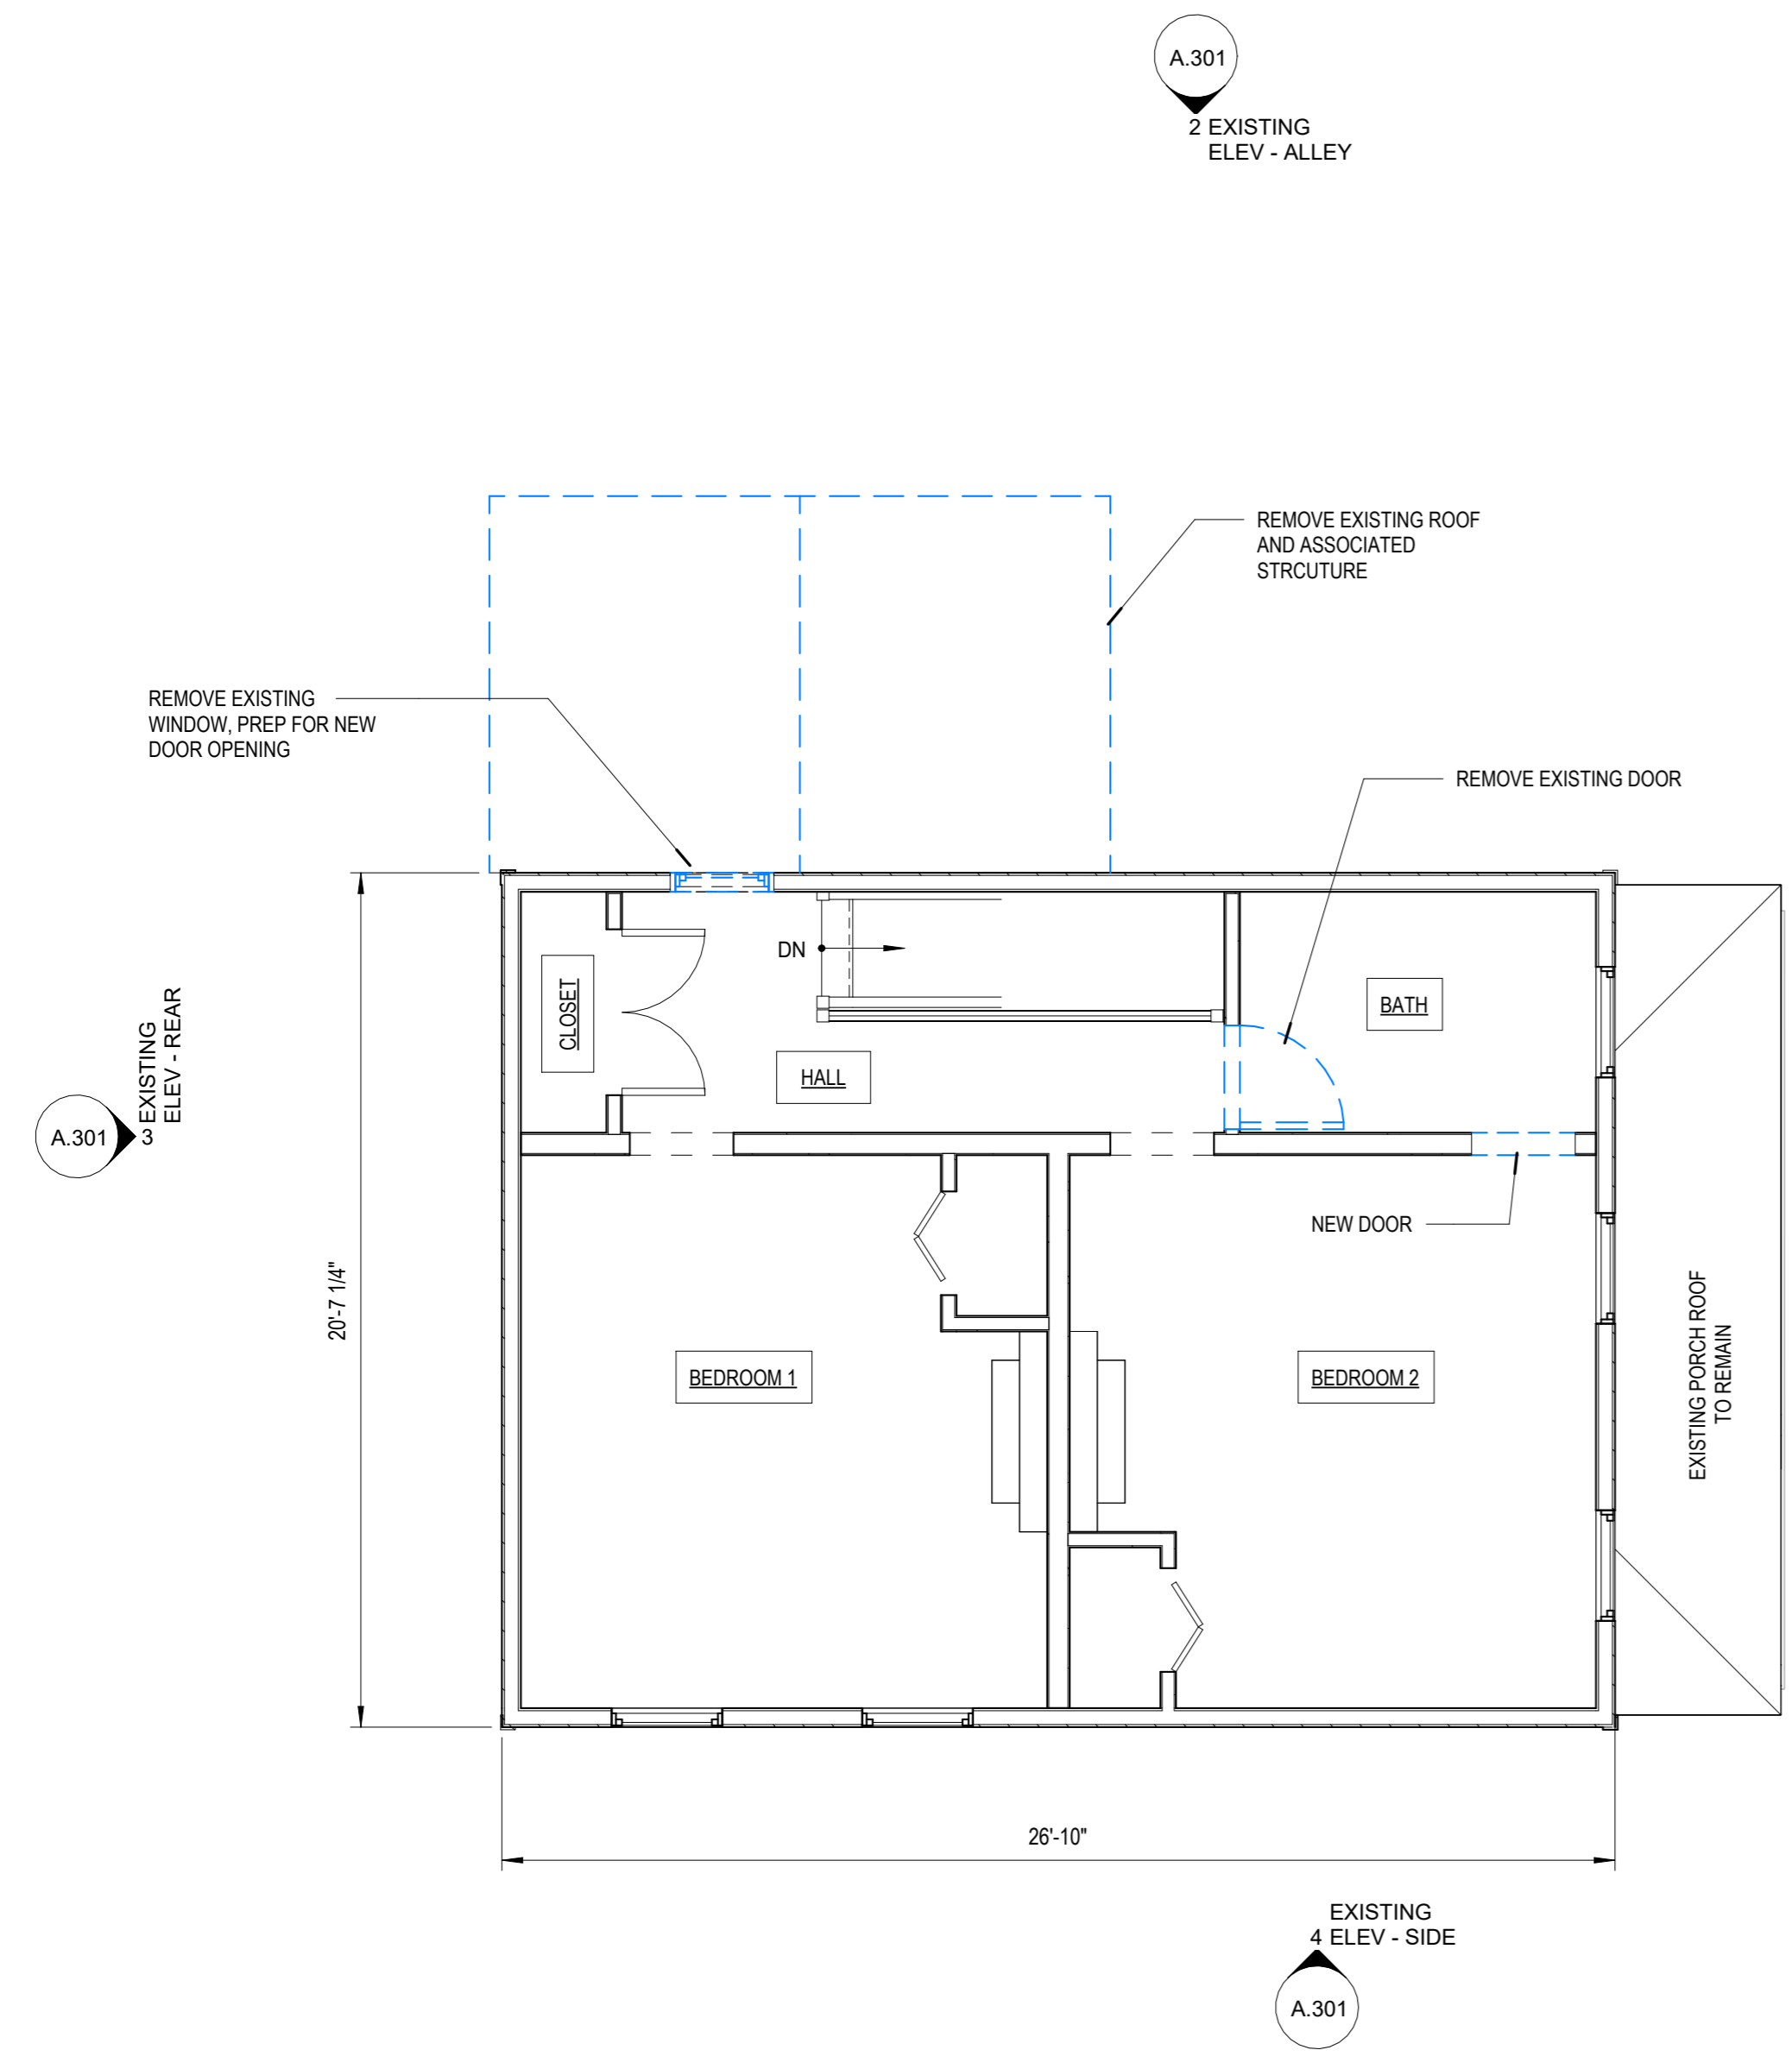 A.301
2 EXISTING
ELEV - ALLEY
REMOVE EXISTING ROOF
AND ASSOCIATED
STRCUTURE
REMOVE EXISTING
WINDOW, PREP FOR NEW
DOOR OPENING
REMOVE EXISTING DOOR
DN
CLOSET
BATH
HALL
EXISTING
ELEV - REAR
A.301
3
NEW DOOR
20'-7 1/4"
BEDROOM 1
BEDROOM 2
EXISTING PORCH ROOF
TO REMAIN
26'-10"
EXISTING
4 ELEV - SIDE
A.301